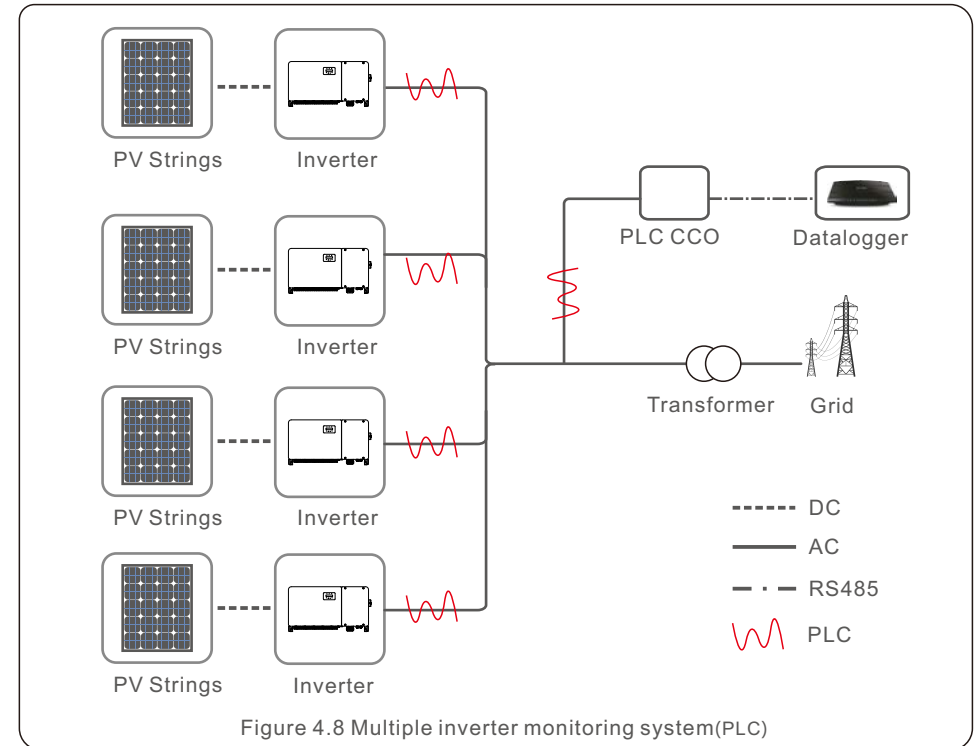 PV Strings
Inverter
PLC CCO
Datalogger
PV Strings
Inverter
Transformer
Grid
PV Strings
Inverter
DC
AC
RS485
PLC
PV Strings
Inverter
Figure 4.8 Multiple inverter monitoring system(PLC)